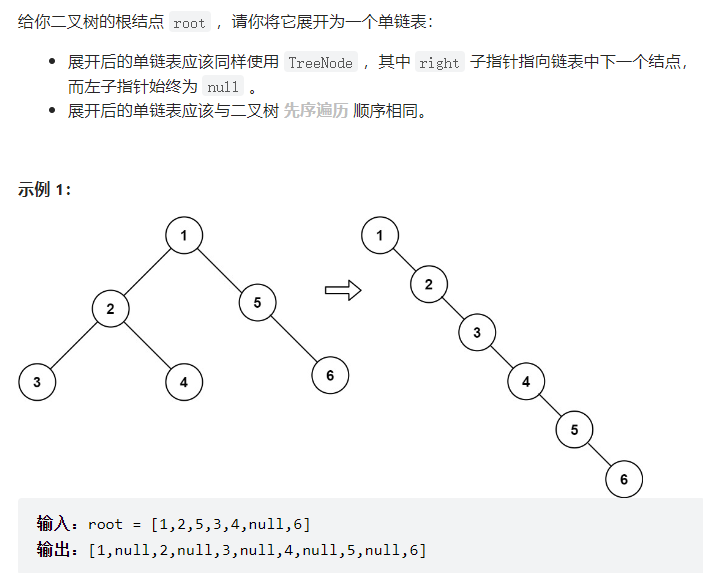 给你二叉树的根结点 root ，请你将它展开为一个单链表：
展开后的单链表应该同样使用 TreeNode ，其中 right 子指针指向链表中下一个结点，
而左子指针始终为 null 。
展开后的单链表应该与二叉树 先序遍历 顺序相同。
示例 1：
1
2
5
3
4
6
1
2
3
4
5
6
输入：root = [1,2,5,3,4,null,6]
输出：[1,null,2,null,3,null,4,null,5,null,6]